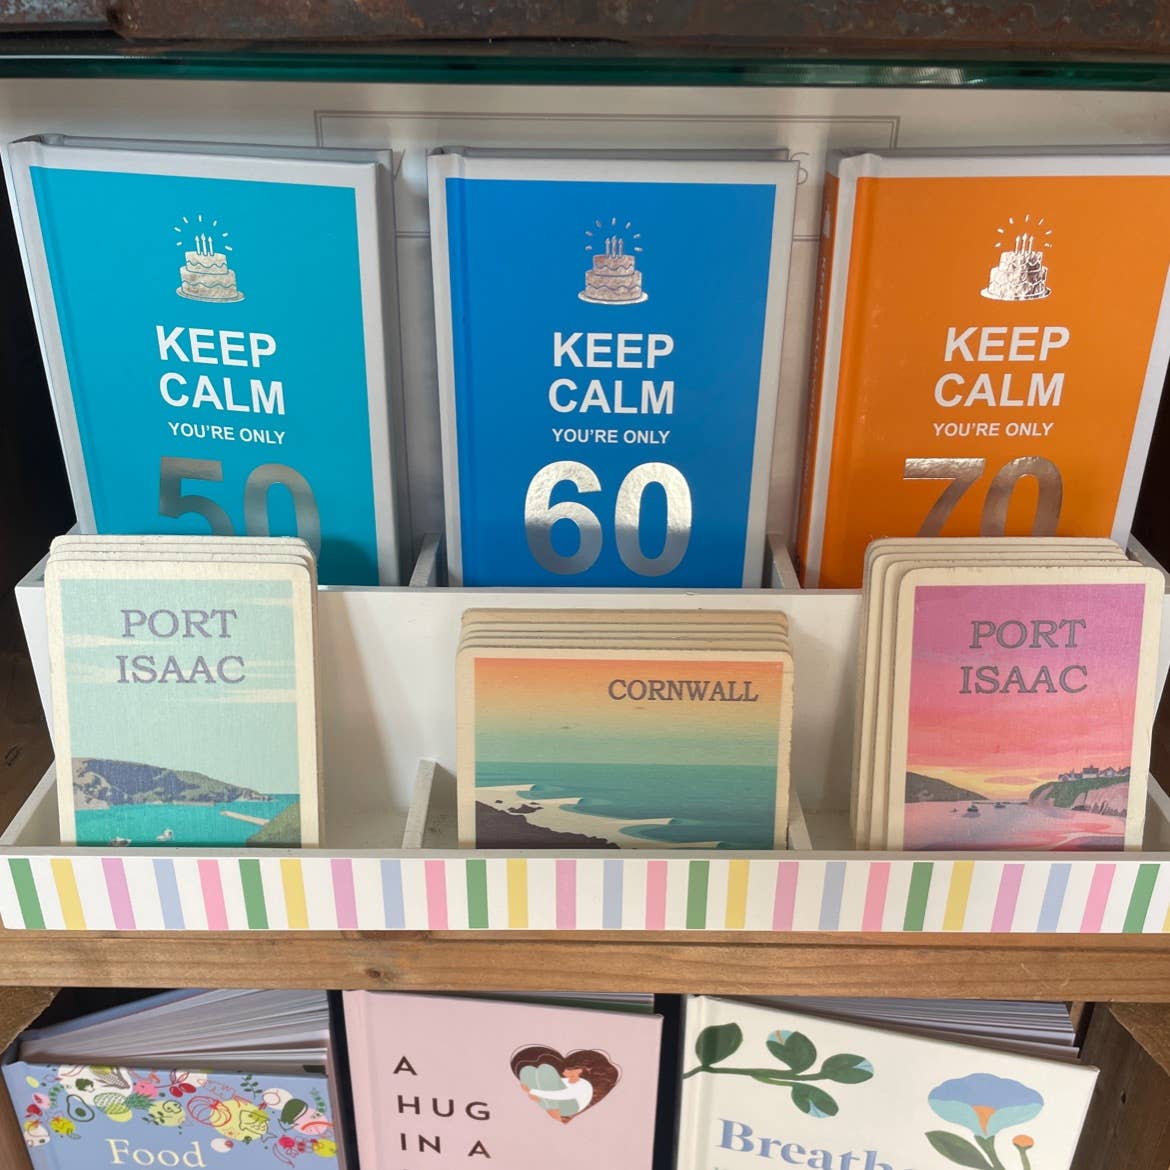 KEEP
CALM
YOU'RE ONLY
50
KEEP
CALM
YOU'RE ONLY
60
KEEP
CALM
YOU'RE ONLY
70
PORT
ISAAC
CORNWALL
PORT
ISAAC
Food
A
HUG
IN A